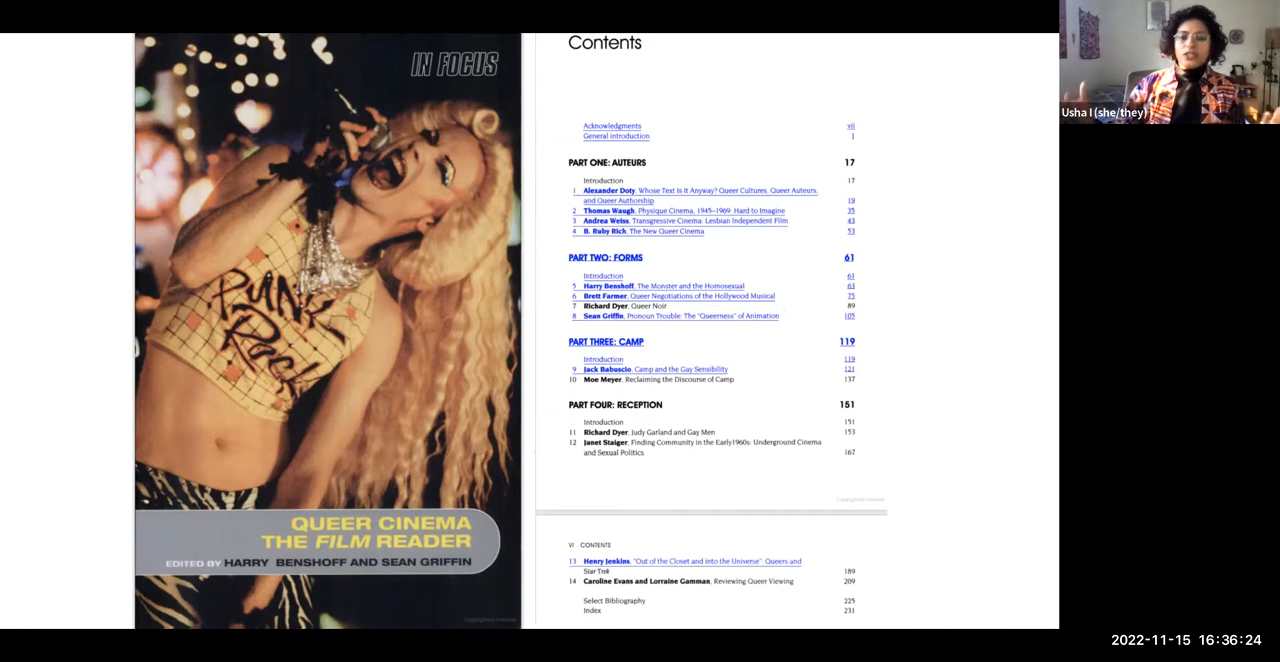 IN FOCUS
PUNK
Rock
QUEER CINEMA
THE FILM READER
EDITED BY HARRY BENSHOFF AND SEAN GRIFFIN
Copyrighted material
Contents
Acknowledgments vii
General introduction 1
PART ONE: AUTEURS 17
Introduction 17
1 Alexander Doty, Whose Text Is It Anyway? Queer Cultures, Queer Auteurs,
and Queer Authorship 19
2 Thomas Waugh, Physique Cinema, 1945–1969: Hard to Imagine 35
3 Andrea Weiss, Transgressive Cinema: Lesbian Independent Film 43
4 B. Ruby Rich, The New Queer Cinema 53
PART TWO: FORMS 61
Introduction 61
5 Harry Benshoff, The Monster and the Homosexual 63
6 Brett Farmer, Queer Negotiations of the Hollywood Musical 75
7 Richard Dyer, Queer Noir 89
8 Sean Griffin, Pronoun Trouble: The "Queerness" of Animation 105
PART THREE: CAMP 119
Introduction 119
9 Jack Babuscio, Camp and the Gay Sensibility 121
10 Moe Meyer, Reclaiming the Discourse of Camp 137
PART FOUR: RECEPTION 151
Introduction 151
11 Richard Dyer, Judy Garland and Gay Men 153
12 Janet Staiger, Finding Community in the Early1960s: Underground Cinema
and Sexual Politics 167
Copyrighted material
VI CONTENTS
13 Henry Jenkins, "Out of the Closet and into the Universe": Queers and
Star Trek 189
14 Caroline Evans and Lorraine Gamman, Reviewing Queer Viewing 209
Select Bibliography 225
Index 231
Usha I (she/they)
2022-11-15 16:36:24